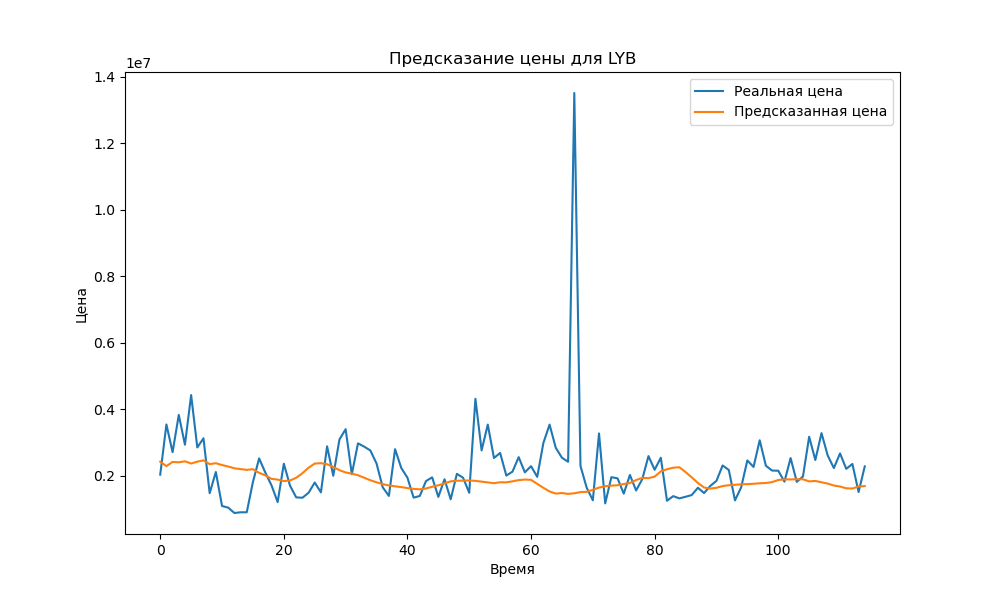 Предсказание цены для LYB
1e7
1.4
1.2
1.0
0.8
0.6
0.4
0.2
Цена
Реальная цена
Предсказанная цена
0 20 40 60 80 100
Время